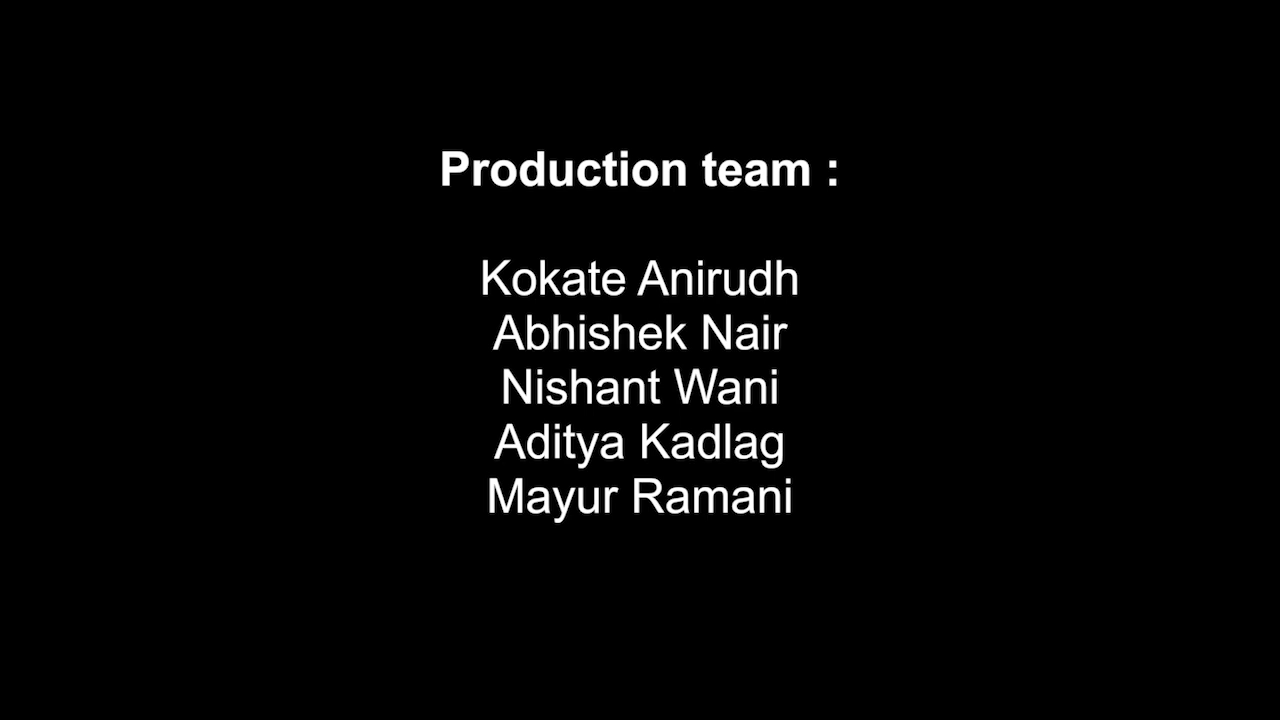 Production team :
Kokate Anirudh
Abhishek Nair
Nishant Wani
Aditya Kadlag
Mayur Ramani